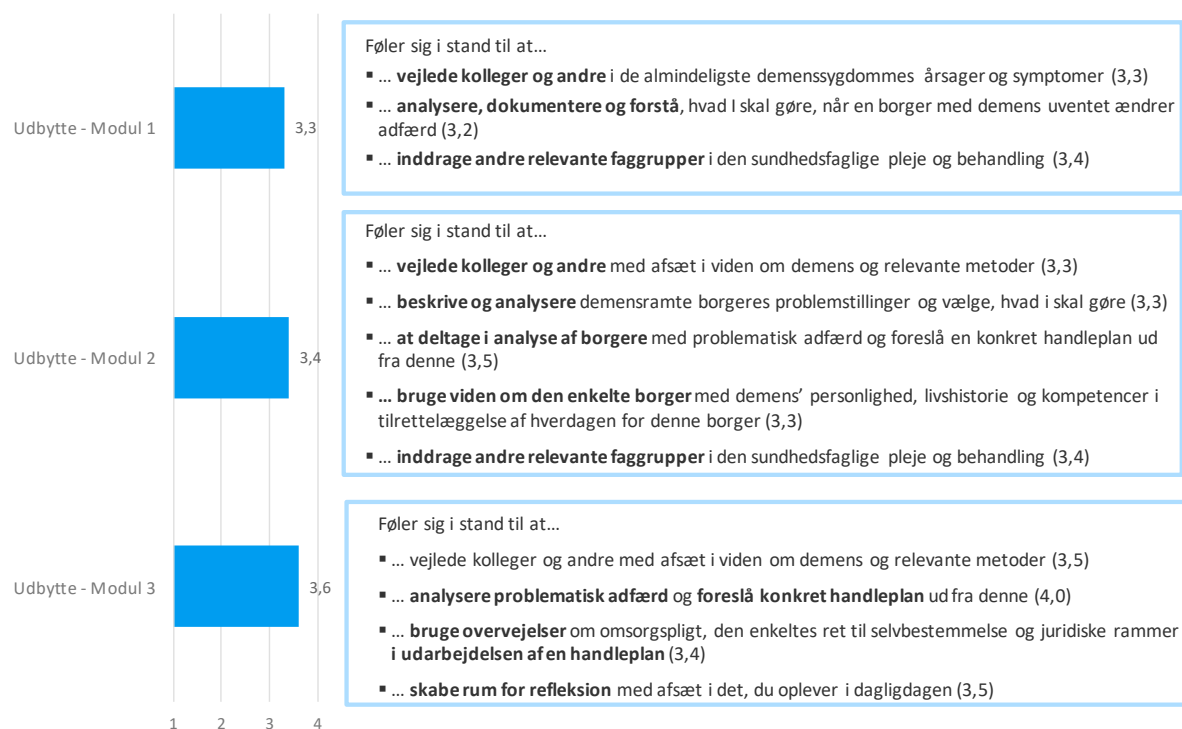 Udbytte - Modul 1
3,3
Føler sig i stand til at…
▪ … vejlede kolleger og andre i de almindeligste demenssygdommes årsager og symptomer (3,3)
▪ … analysere, dokumentere og forstå, hvad I skal gøre, når en borger med demens uventet ændrer
adfærd (3,2)
▪ … inddrage andre relevante faggrupper i den sundhedsfaglige pleje og behandling (3,4)
Udbytte - Modul 2
3,4
Føler sig i stand til at…
▪ … vejlede kolleger og andre med afsæt i viden om demens og relevante metoder (3,3)
▪ … beskrive og analysere demensramte borgeres problemstillinger og vælge, hvad i skal gøre (3,3)
▪ … at deltage i analyse af borgere med problematisk adfærd og foreslå en konkret handleplan ud
fra denne (3,5)
▪ … bruge viden om den enkelte borger med demens’ personlighed, livshistorie og kompetencer i
tilrettelæggelse af hverdagen for denne borger (3,3)
▪ … inddrage andre relevante faggrupper i den sundhedsfaglige pleje og behandling (3,4)
Udbytte - Modul 3
3,6
Føler sig i stand til at…
▪ … vejlede kolleger og andre med afsæt i viden om demens og relevante metoder (3,5)
▪ … analysere problematisk adfærd og foreslå konkret handleplan ud fra denne (4,0)
▪ … bruge overvejelser om omsorgspligt, den enkeltes ret til selvbestemmelse og juridiske rammer
i udarbejdelsen af en handleplan (3,4)
▪ … skabe rum for refleksion med afsæt i det, du oplever i dagligdagen (3,5)
1 2 3 4